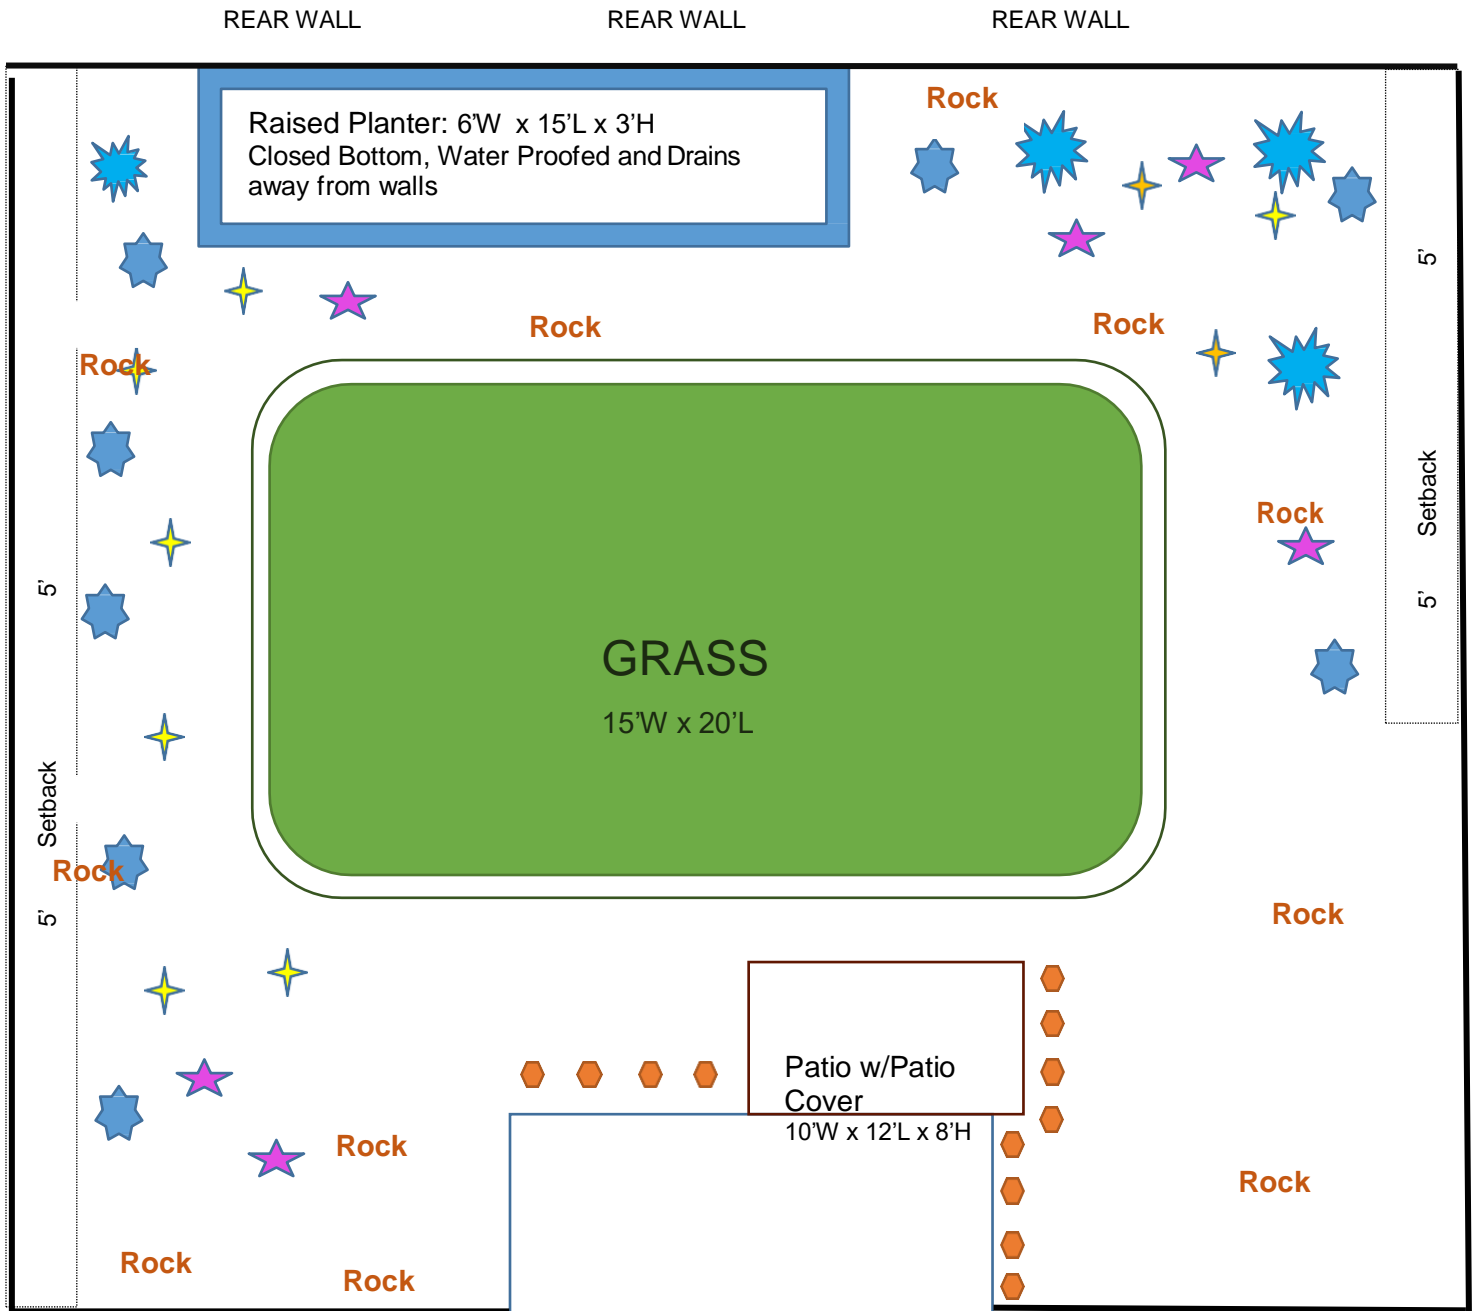 REAR WALL
REAR WALL
REAR WALL
Rock
Raised Planter: 6'W x 15'L x 3'H
Closed Bottom, Water Proofed and Drains
away from walls
5'
Rock
Rock
Rock
Setback
Rock
5'
5'
GRASS
15'W x 20'L
Setback
Rock
5'
Rock
Patio w/Patio
Cover
10'W x 12'L x 8'H
Rock
Rock
Rock
Rock